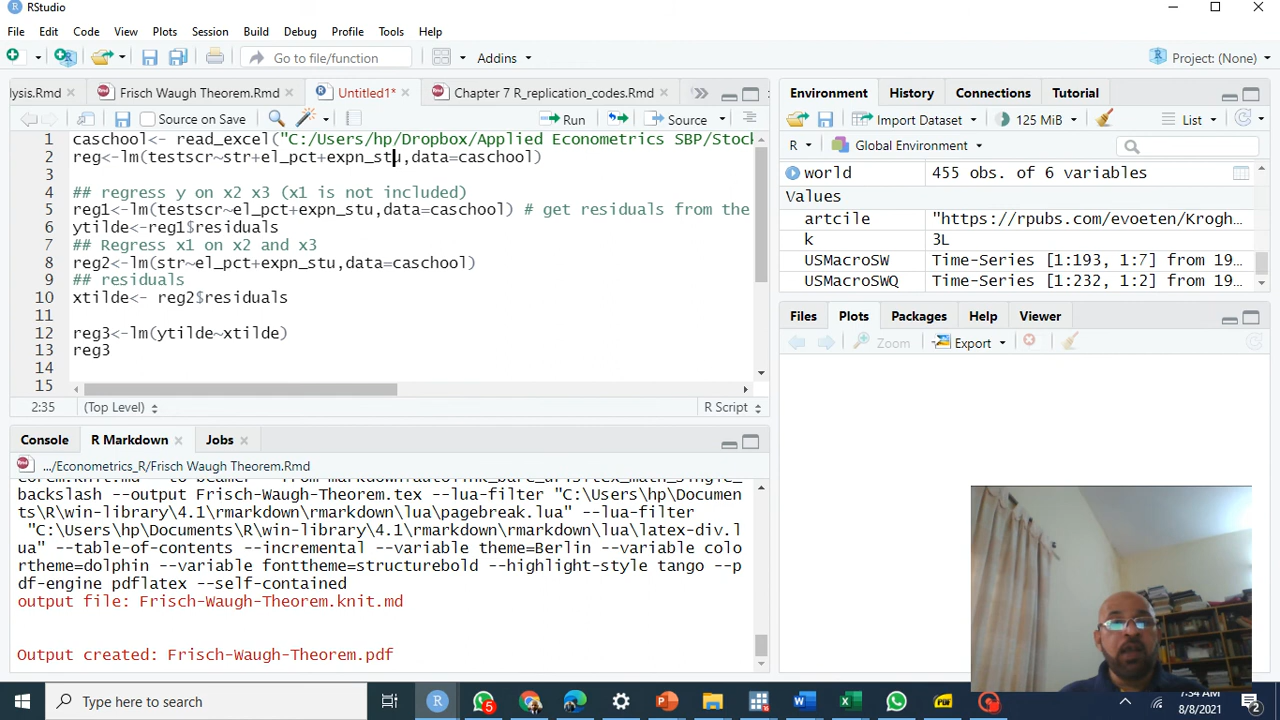 RStudio
File Edit Code View Plots Session Build Debug Profile Tools Help
Go to file/function Addins Project: (None)
lysis.Rmd Frisch Waugh Theorem.Rmd Untitled1* Chapter 7 R_replication_codes.Rmd
Source on Save Run Source
1 caschool<- read_excel("C:/Users/hp/Dropbox/Applied Econometrics SBP/Stock
2 reg<-lm(testscr~str+el_pct+expn_stu,data=caschool)
3
4 ## regress y on x2 x3 (x1 is not included)
5 reg1<-lm(testscr~el_pct+expn_stu,data=caschool) # get residuals from the
6 ytilde<-reg1$residuals
7 ## Regress x1 on x2 and x3
8 reg2<-lm(str~el_pct+expn_stu,data=caschool)
9 ## residuals
10 xtilde<- reg2$residuals
11
12 reg3<-lm(ytilde~xtilde)
13 reg3
14
15
2:35 (Top Level) R Script
Console R Markdown Jobs
.../Econometrics_R/Frisch Waugh Theorem.Rmd
backslash --output Frisch-Waugh-Theorem.tex --lua-filter "C:\Users\hp\Documen
ts\R\win-library\4.1\rmarkdown\rmarkdown\lua\pagebreak.lua" --lua-filter
"C:\Users\hp\Documents\R\win-library\4.1\rmarkdown\rmarkdown\lua\latex-div.l
ua" --table-of-contents --incremental --variable theme=Berlin --variable colo
rtheme=dolphin --variable fonttheme=structurebold --highlight-style tango --p
df-engine pdflatex --self-contained
output file: Frisch-Waugh-Theorem.knit.md
Output created: Frisch-Waugh-Theorem.pdf
Environment History Connections Tutorial
Import Dataset 125 MiB List
R Global Environment
world 455 obs. of 6 variables
Values
artcile "https://rpubs.com/evoeten/Krogh…
k 3L
USMacroSW Time-Series [1:193, 1:7] from 19…
USMacroSWQ Time-Series [1:232, 1:2] from 19…
Files Plots Packages Help Viewer
Zoom Export
Type here to search
5
7:34 AM
8/8/2021
2